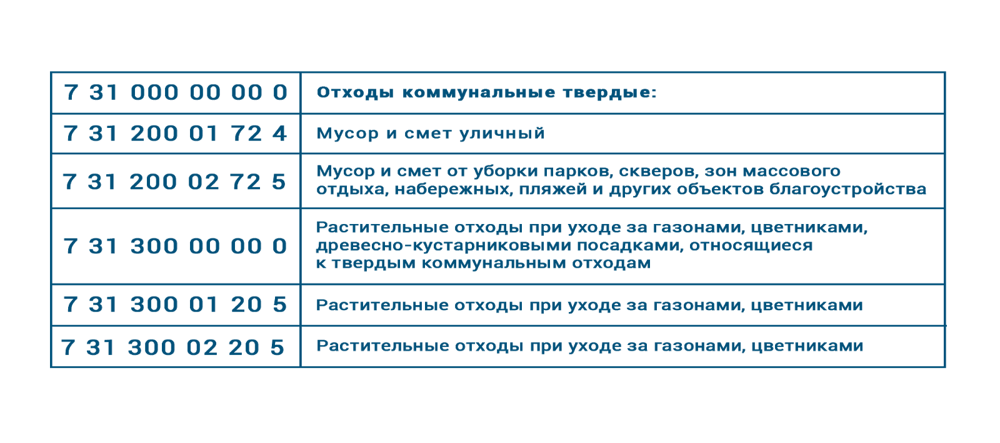 7 31 000 00 00 0 Отходы коммунальные твердые:
7 31 200 01 72 4 Мусор и смет уличный
7 31 200 02 72 5 Мусор и смет от уборки парков, скверов, зон массового
отдыха, набережных, пляжей и других объектов благоустройства
7 31 300 00 00 0 Растительные отходы при уходе за газонами, цветниками,
древесно-кустарниковыми посадками, относящиеся
к твердым коммунальным отходам
7 31 300 01 20 5 Растительные отходы при уходе за газонами, цветниками
7 31 300 02 20 5 Растительные отходы при уходе за газонами, цветниками